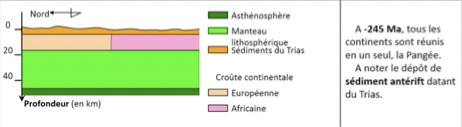 Nord
0
20
40
Profondeur (en km)
Asthénosphère
Manteau
lithosphérique
Sédiments du Trias
Croûte continentale
Européenne
Africaine
A -245 Ma, tous les
continents sont réunis
en un seul, la Pangée.
A noter le dépôt de
sédiment antérift datant
du Trias.